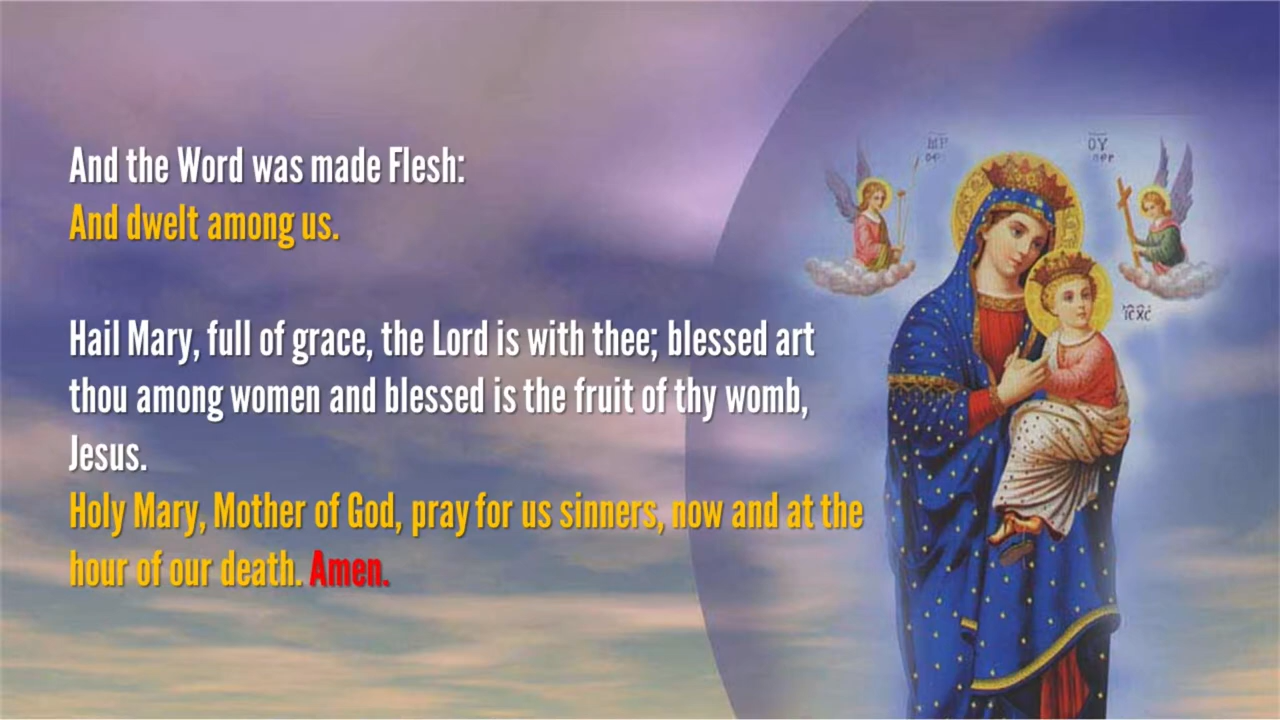 And the Word was made Flesh:
And dwelt among us.
Hail Mary, full of grace, the Lord is with thee; blessed art
thou among women and blessed is the fruit of thy womb,
Jesus.
Holy Mary, Mother of God, pray for us sinners, now and at the
hour of our death. Amen.
ΟΥ